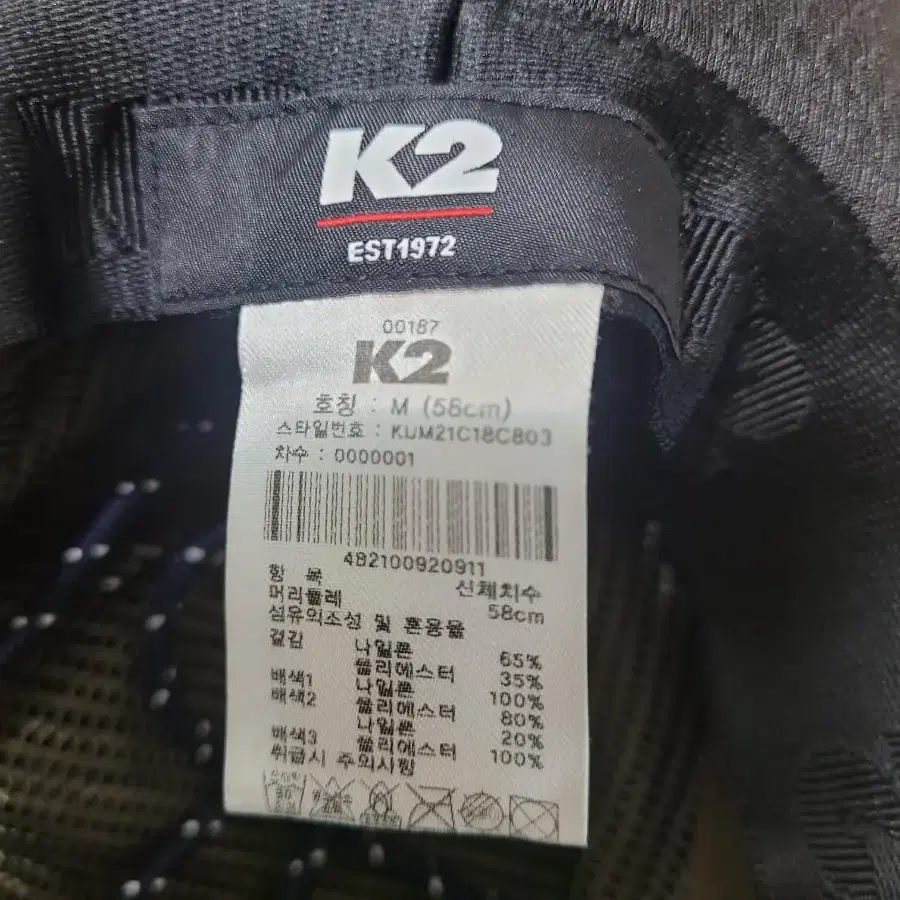 K2
EST1972
00187
K2
호칭 : M (58cm)
스타일번호 : KUM21C18C803
차수 : 0000001
482100920911
항 목 신체치수
머리둘레 58cm
섬유의조성 및 혼용율
겉감 나일론 65%
폴리에스터 35%
배색1 나일론 100%
배색2 폴리에스터 80%
나일론 20%
배색3 폴리에스터 100%
취급시 주의사항